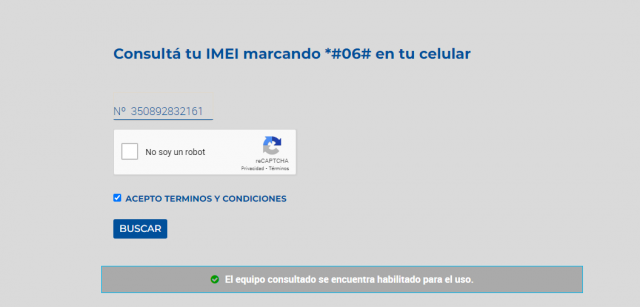 Consultá tu IMEI marcando *#06# en tu celular
Nº 350892832161
No soy un robot
reCAPTCHA
Privacidad - Términos
ACEPTO TERMINOS Y CONDICIONES
BUSCAR
El equipo consultado se encuentra habilitado para el uso.